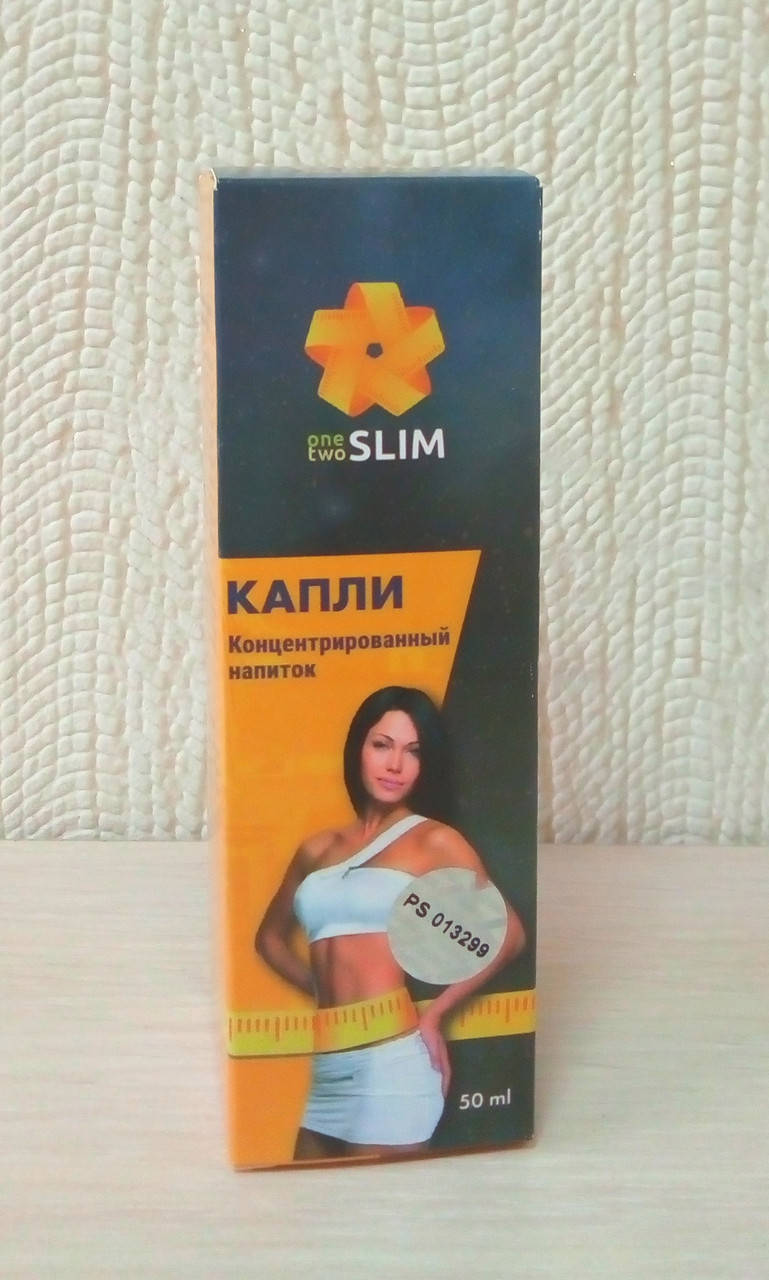 one
two SLIM
КАПЛИ
Концентрированный
напиток
PS 013299
50 ml